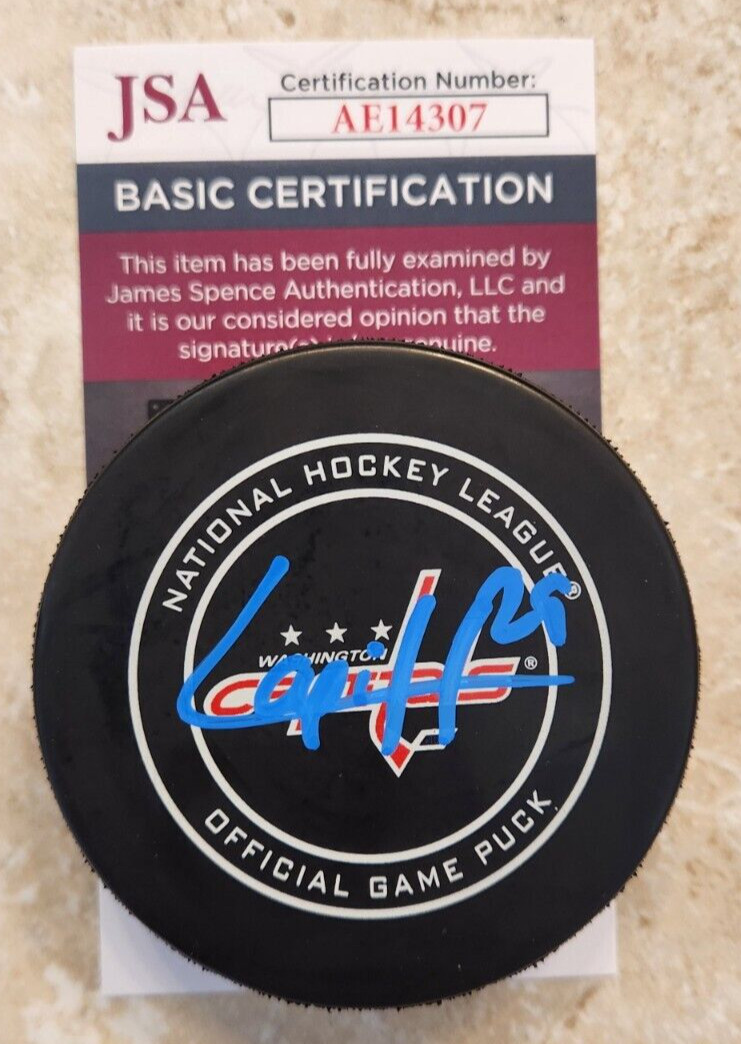 JSA
Certification Number:
AE14307
BASIC CERTIFICATION
This item has been fully examined by
James Spence Authentication, LLC and
it is our considered opinion that the
signature(s)
NATIONAL HOCKEY LEAGUE®
WASHINGTON
capitals®
OFFICIAL GAME PUCK